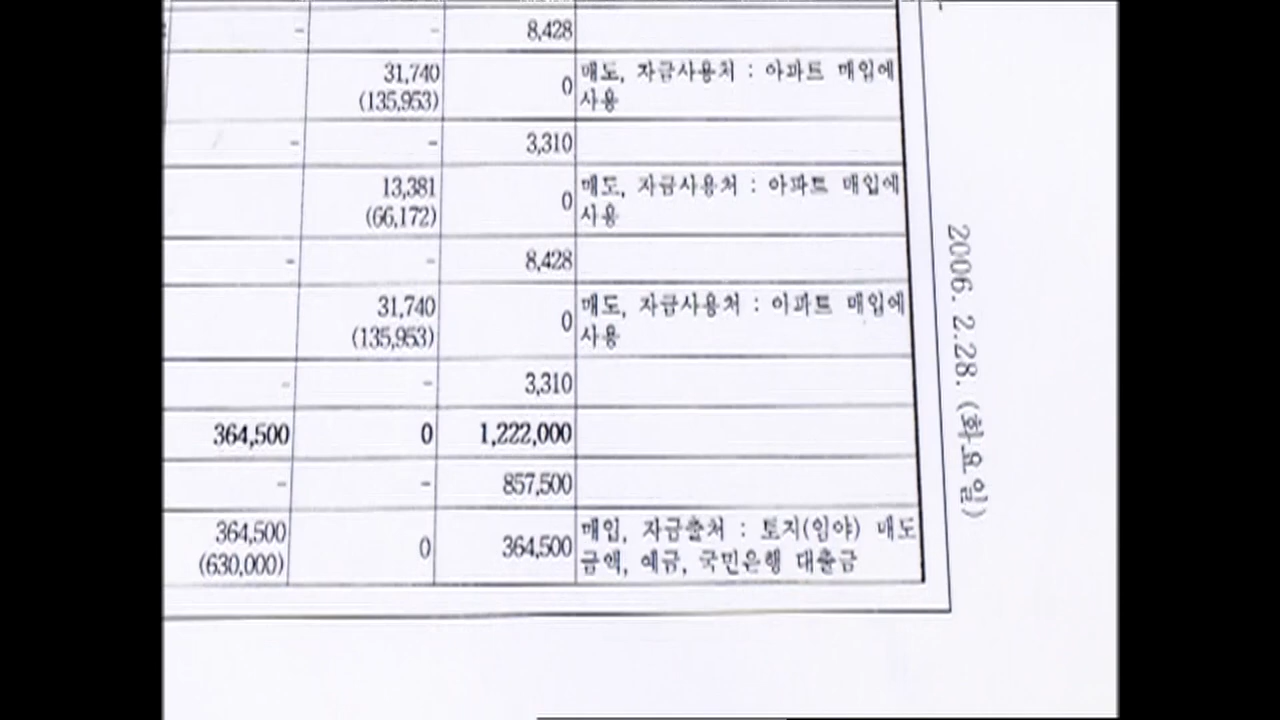 - - 8,428
31,740 0 매도, 자금사용처 : 아파트 매입에
(135,953) 사용
- - 3,310
13,381 0 매도, 자금사용처 : 아파트 매입에
(66,172) 사용
- - 8,428
31,740 0 매도, 자금사용처 : 아파트 매입에
(135,953) 사용
- - 3,310
364,500 0 1,222,000
- - 857,500
364,500 0 364,500 매입, 자금출처 : 토지(임야) 매도
(630,000) 금액, 예금, 국민은행 대출금
2006. 2.28. (화요일)